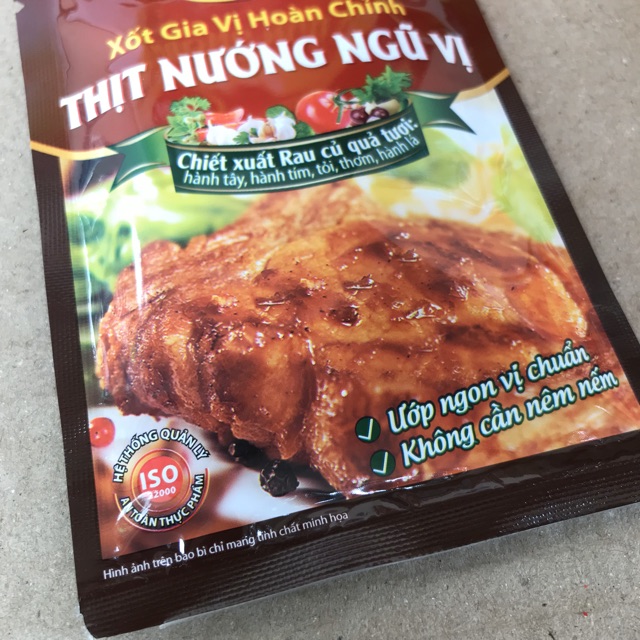 Xốt Gia Vị Hoàn Chỉnh
THỊT NƯỚNG NGŨ VỊ
Chiết xuất Rau củ quả tươi:
hành tây, hành tím, tỏi, thơm, hành lá
Ướp ngon vị chuẩn
Không cần nêm nếm
HỆ THỐNG QUẢN LÝ
ISO
22000
AN TOÀN THỰC PHẨM
Hình ảnh trên bao bì chỉ mang tính chất minh họa